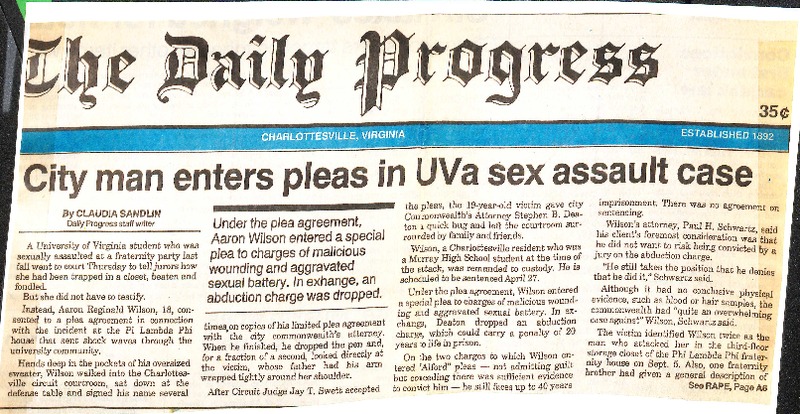 The Daily Progress
35¢
CHARLOTTESVILLE, VIRGINIA
ESTABLISHED 1892
City man enters pleas in UVa sex assault case
By CLAUDIA SANDLIN
Daily Progress staff writer
A University of Virginia student who was
sexually assaulted at a fraternity party last
fall went to court Thursday to tell jurors how
she had been trapped in a closet, beaten and
fondled.
But she did not have to testify.
Instead, Aaron Reginald Wilson, 18, con-
sented to a plea agreement in connection
with the incident at the Pi Lambda Phi
house that sent shock waves through the
university community.
Hands deep in the pockets of his oversized
sweater, Wilson walked into the Charlottes-
ville circuit courtroom, sat down at the
defense table and signed his name several
Under the plea agreement,
Aaron Wilson entered a special
plea to charges of malicious
wounding and aggravated
sexual battery. In exhange, an
abduction charge was dropped.
times on copies of his limited plea agreement
with the city commonwealth's attorney.
When he finished, he dropped the pen and,
for a fraction of a second, looked directly at
the victim, whose father had his arm
wrapped tightly around her shoulder.
After Circuit Judge Jay T. Swett accepted
the pleas, the 19-year-old victim gave city
Commonwealth's Attorney Stephen B. Dea-
ton a quick hug and left the courtroom sur-
rounded by family and friends.
Wilson, a Charlottesville resident who was
a Murray High School student at the time of
the attack, was remanded to custody. He is
scheduled to be sentenced April 27.
Under the plea agreement, Wilson entered
a special plea to charges of malicious wound-
ing and aggravated sexual battery. In ex-
change, Deaton dropped an abduction
charge, which could carry a penalty of 20
years to life in prison.
On the two charges to which Wilson en-
tered "Alford" pleas — not admitting guilt
but conceding there was sufficient evidence
to convict him — he still faces up to 40 years
imprisonment. There was no agreement on
sentencing.
Wilson's attorney, Paul H. Schwartz, said
his client's foremost consideration was that
he did not want to risk being convicted by a
jury on the abduction charge.
"He still takes the position that he denies
that he did it," Schwartz said.
Although it had no conclusive physical
evidence, such as blood or hair samples, the
commonwealth had "quite an overwhelming
case against" Wilson, Schwartz said.
The victim identified Wilson twice as the
man who attacked her in the third-floor
storage closet of the Phi Lambda Phi frater-
nity house on Sept. 5. Also, one fraternity
brother had given a general description of
See RAPE, Page A6